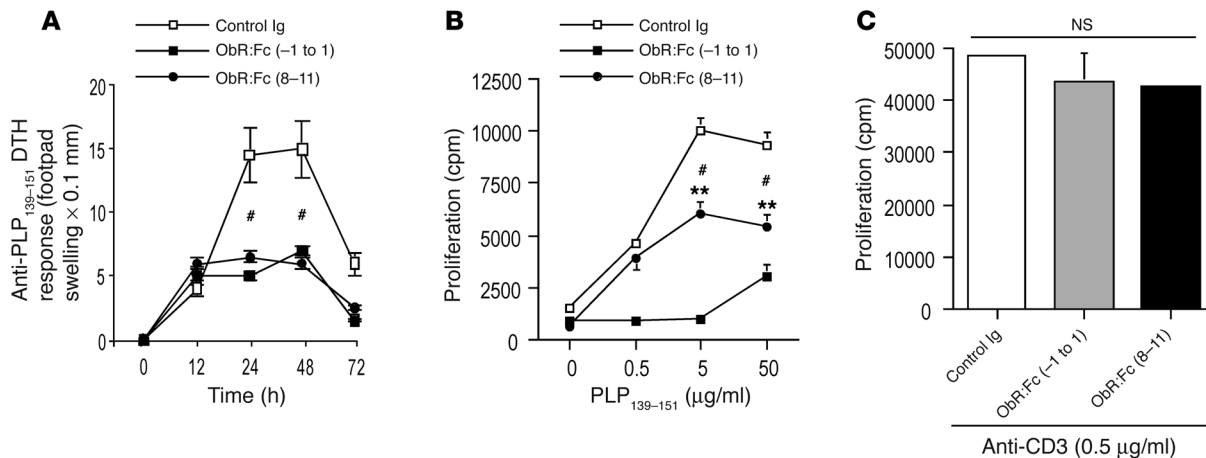 A
Control Ig
ObR:Fc (–1 to 1)
ObR:Fc (8–11)
Anti-PLP139–151 DTH
response (footpad
swelling × 0.1 mm)
20
15
10
5
0
0 12 24 48 72
Time (h)
# #
B
Control Ig
ObR:Fc (–1 to 1)
ObR:Fc (8–11)
Proliferation (cpm)
12500
10000
7500
5000
2500
0
0 0.5 5 50
PLP139–151 (μg/ml)
# #
** **
C
NS
Proliferation (cpm)
50000
40000
30000
20000
10000
0
Control Ig
ObR:Fc (–1 to 1)
ObR:Fc (8–11)
Anti-CD3 (0.5 μg/ml)